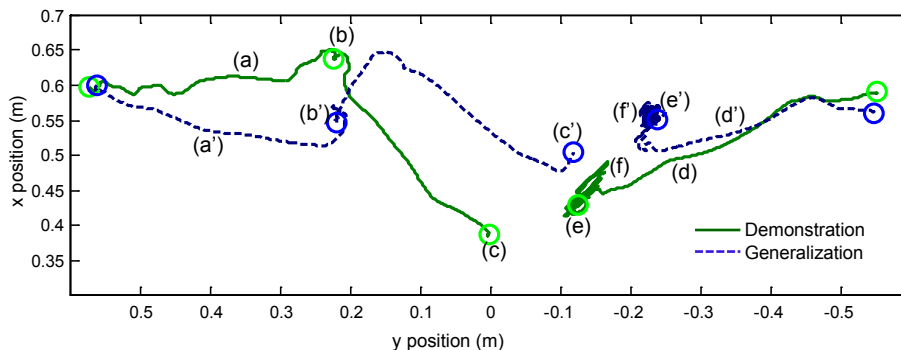 0.7
0.65
0.6
0.55
0.5
0.45
0.4
0.35
x position (m)
(a)
(b)
(b')
(a')
(c)
(c')
(f')
(e')
(d')
(f)
(d)
(e)
Demonstration
Generalization
0.5 0.4 0.3 0.2 0.1 0 -0.1 -0.2 -0.3 -0.4 -0.5
y position (m)